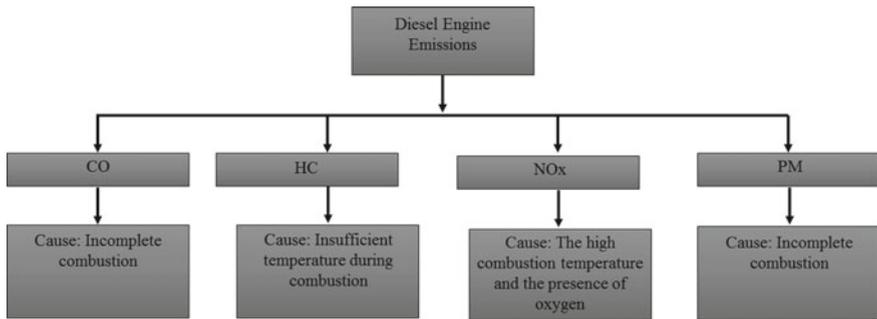 Diesel Engine
Emissions
CO
HC
NOx
PM
Cause: Incomplete
combustion
Cause: Insufficient
temperature during
combustion
Cause: The high
combustion temperature
and the presence of
oxygen
Cause: Incomplete
combustion